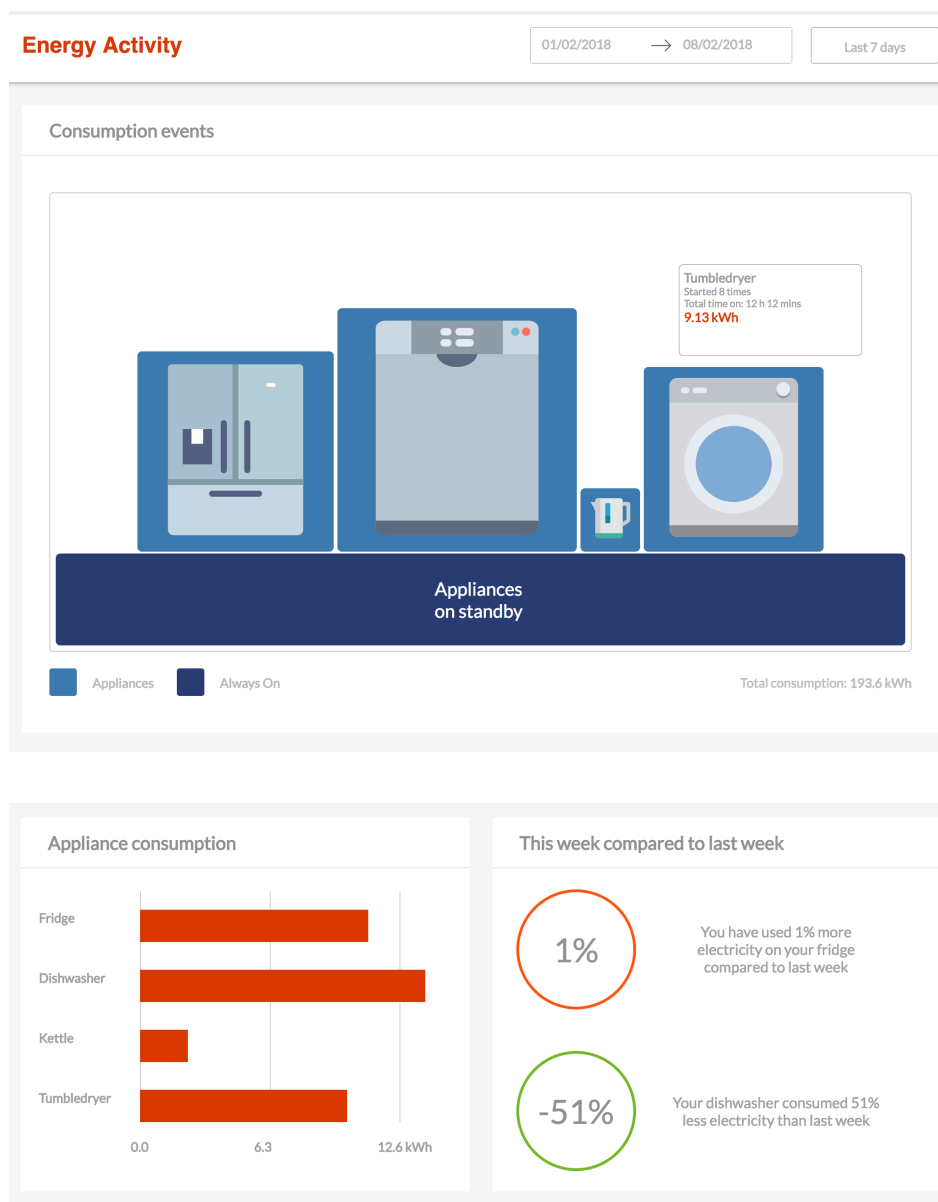 Energy Activity
01/02/2018 → 08/02/2018
Last 7 days
Consumption events
Tumbledryer
Started 8 times
Total time on: 12 h 12 mins
9.13 kWh
Appliances
on standby
Appliances
Always On
Total consumption: 193.6 kWh
Appliance consumption
Fridge
Dishwasher
Kettle
Tumbledryer
0.0
6.3
12.6 kWh
This week compared to last week
1%
You have used 1% more
electricity on your fridge
compared to last week
-51%
Your dishwasher consumed 51%
less electricity than last week